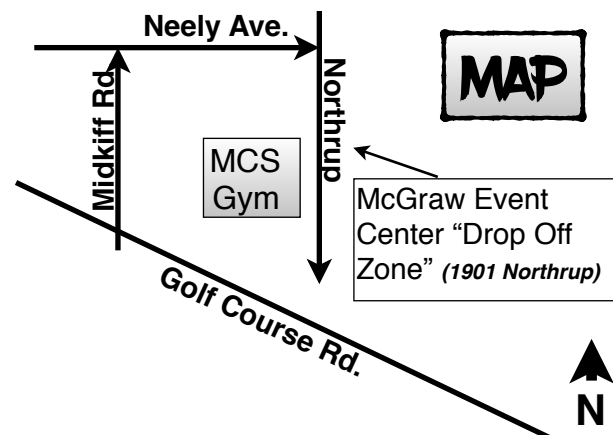 Neely Ave.
MAP
Northrup
Midkiff Rd
MCS
Gym
McGraw Event
Center “Drop Off
Zone” (1901 Northrup)
Golf Course Rd.
N